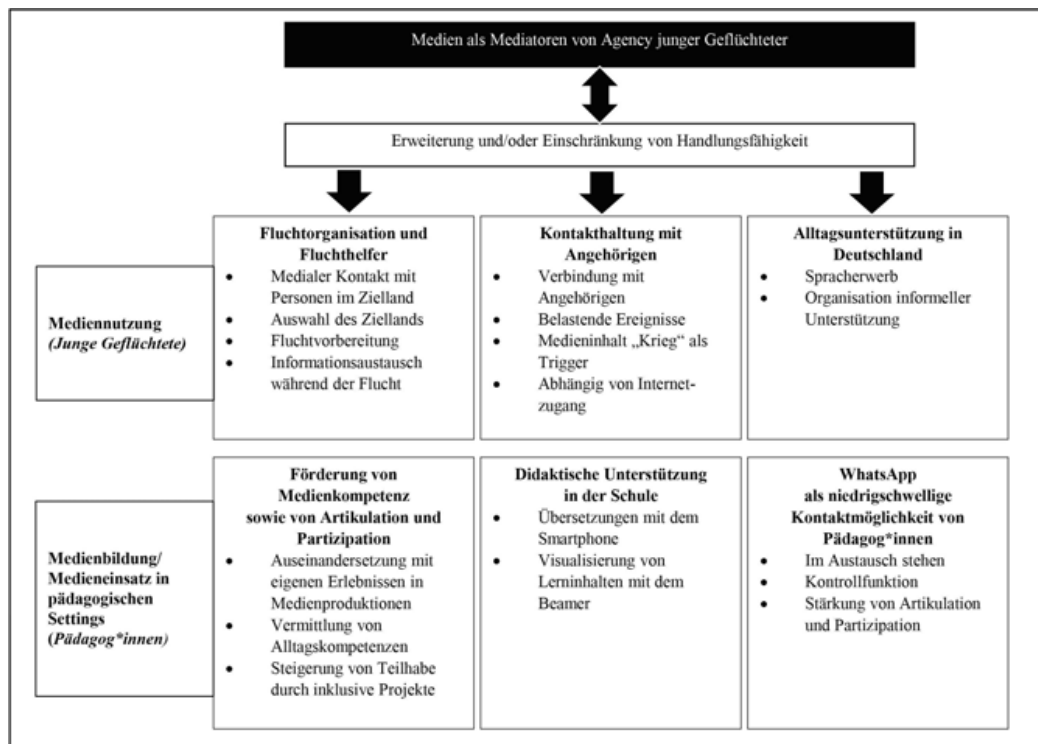 Medien als Mediatoren von Agency junger Geflüchteter
Erweiterung und/oder Einschränkung von Handlungsfähigkeit
Mediennutzung
(Junge Geflüchtete)
Fluchtorganisation und
Fluchthelfer
• Medialer Kontakt mit
Personen im Zielland
• Auswahl des Ziellands
• Fluchtvorbereitung
• Informationsaustausch
während der Flucht
Kontakthaltung mit
Angehörigen
• Verbindung mit
Angehörigen
• Belastende Ereignisse
• Medieninhalt „Krieg“ als
Trigger
• Abhängig von Internet-
zugang
Alltagsunterstützung in
Deutschland
• Spracherwerb
• Organisation informeller
Unterstützung
Medienbildung/
Medieneinsatz in
pädagogischen
Settings
(Pädagog*innen)
Förderung von
Medienkompetenz
sowie von Artikulation und
Partizipation
• Auseinandersetzung mit
eigenen Erlebnissen in
Medienproduktionen
• Vermittlung von
Alltagskompetenzen
• Steigerung von Teilhabe
durch inklusive Projekte
Didaktische Unterstützung
in der Schule
• Übersetzungen mit dem
Smartphone
• Visualisierung von
Lerninhalten mit dem
Beamer
WhatsApp
als niedrigschwellige
Kontaktmöglichkeit von
Pädagog*innen
• Im Austausch stehen
• Kontrollfunktion
• Stärkung von Artikulation
und Partizipation